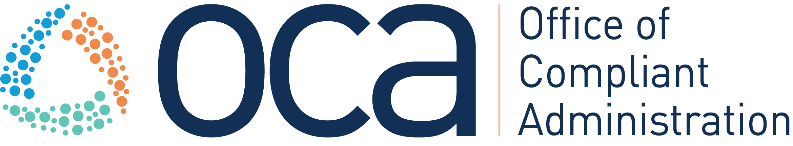 oca
Office of
Compliant
Administration